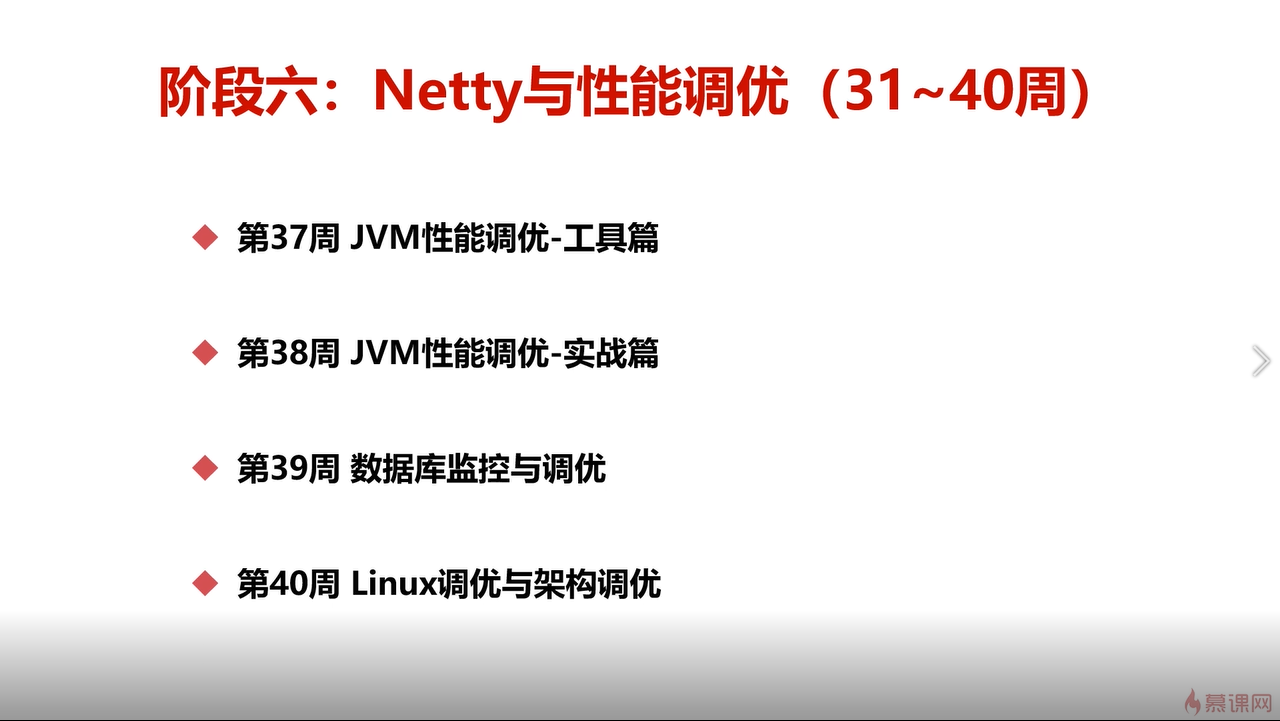 阶段六：Netty与性能调优（31~40周）
第37周 JVM性能调优-工具篇
第38周 JVM性能调优-实战篇
第39周 数据库监控与调优
第40周 Linux调优与架构调优
慕课网